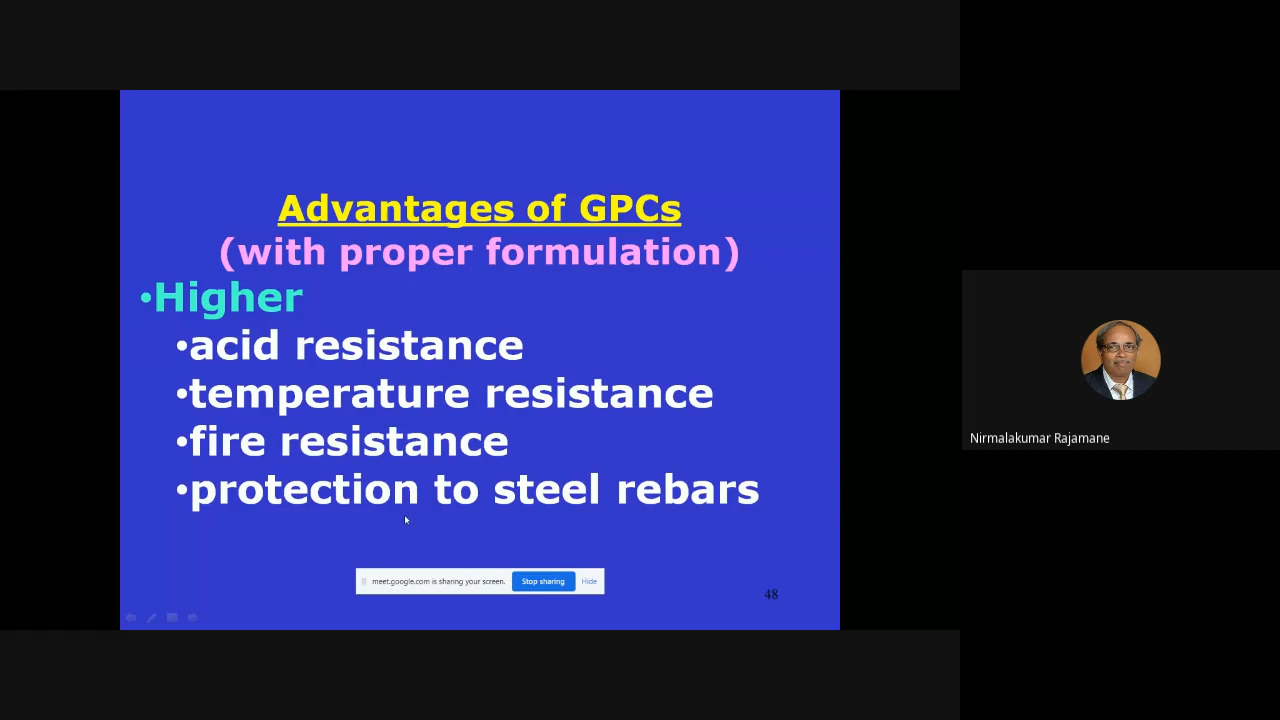 Advantages of GPCs
(with proper formulation)
•Higher
•acid resistance
•temperature resistance
•fire resistance
•protection to steel rebars
meet.google.com is sharing your screen. Stop sharing Hide
48
Nirmalakumar Rajamane